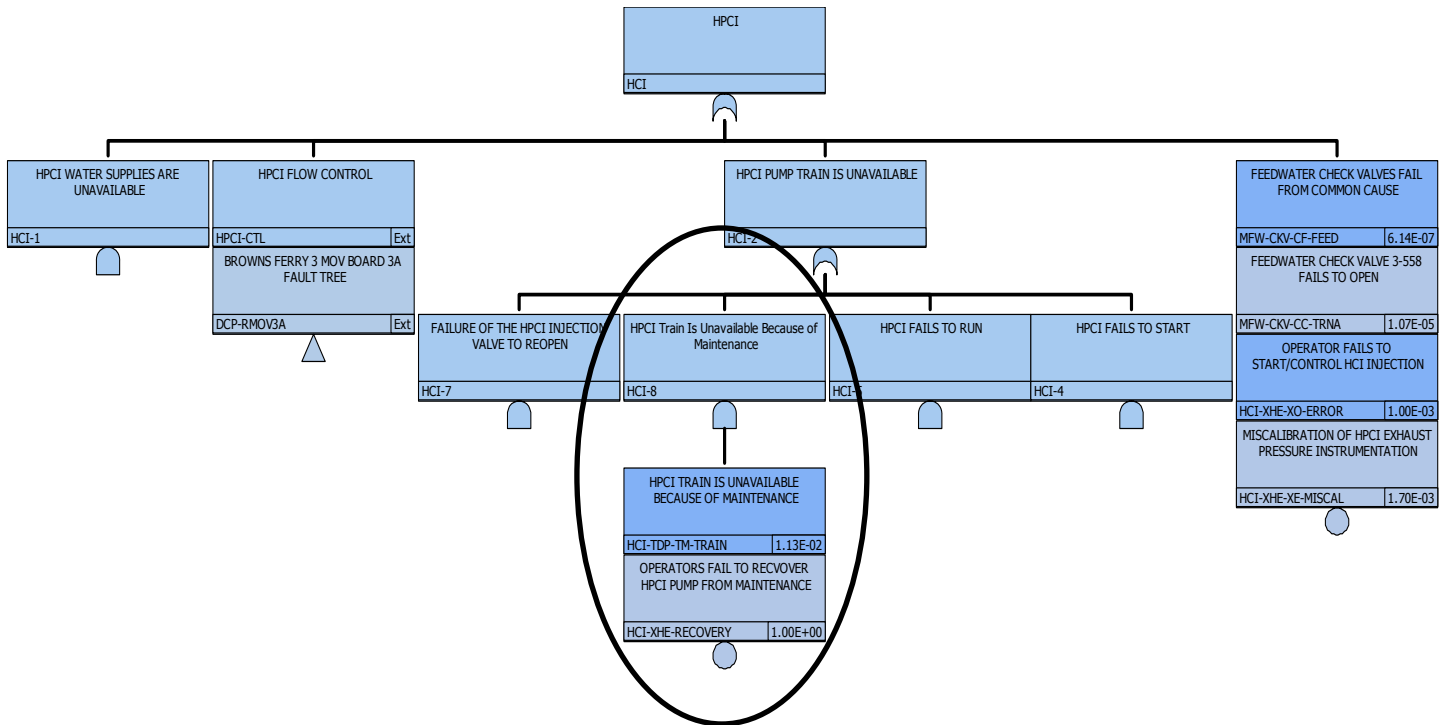 HPCI
HCI
HPCI WATER SUPPLIES ARE
UNAVAILABLE
HCI-1
HPCI FLOW CONTROL
HPCI-CTL Ext
BROWNS FERRY 3 MOV BOARD 3A
FAULT TREE
DCP-RMOV3A Ext
HPCI PUMP TRAIN IS UNAVAILABLE
HCI-2
FEEDWATER CHECK VALVES FAIL
FROM COMMON CAUSE
MFW-CKV-CF-FEED 6.14E-07
FEEDWATER CHECK VALVE 3-558
FAILS TO OPEN
MFW-CKV-CC-TRNA 1.07E-05
OPERATOR FAILS TO
START/CONTROL HCI INJECTION
HCI-XHE-XO-ERROR 1.00E-03
MISCALIBRATION OF HPCI EXHAUST
PRESSURE INSTRUMENTATION
HCI-XHE-XE-MISCAL 1.70E-03
FAILURE OF THE HPCI INJECTION
VALVE TO REOPEN
HCI-7
HPCI Train Is Unavailable Because of
Maintenance
HCI-8
HPCI FAILS TO RUN
HPCI FAILS TO START
HCI-4
HPCI TRAIN IS UNAVAILABLE
BECAUSE OF MAINTENANCE
HCI-TDP-TM-TRAIN 1.13E-02
OPERATORS FAIL TO RECVOVER
HPCI PUMP FROM MAINTENANCE
HCI-XHE-RECOVERY 1.00E+00